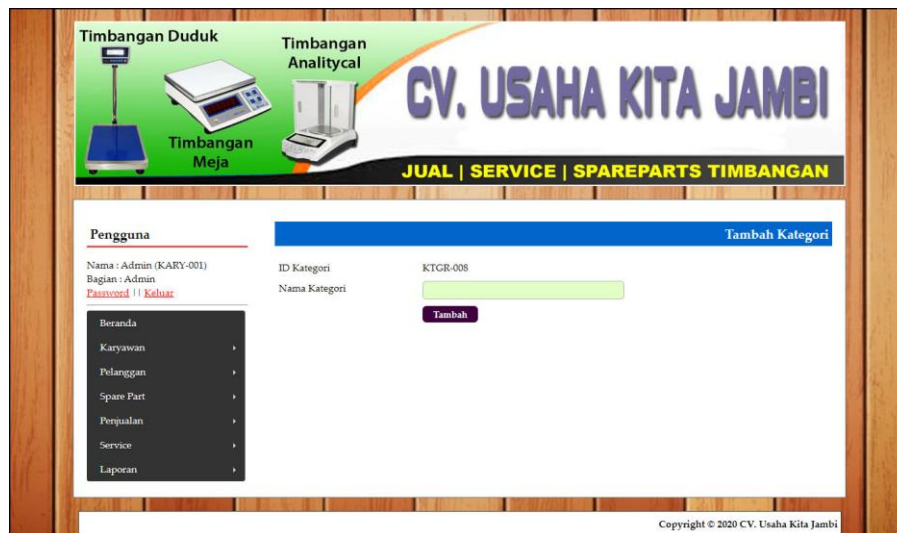 Timbangan Duduk
Timbangan
Analitycal
Timbangan
Meja
CV. USAHA KITA JAMBI
JUAL | SERVICE | SPAREPARTS TIMBANGAN
Pengguna
Nama : Admin (KARY-001)
Bagian : Admin
Password || Keluar
Beranda
Karyawan
Pelanggan
Spare Part
Penjualan
Service
Laporan
Tambah Kategori
ID Kategori KTGR-008
Nama Kategori
Tambah
Copyright © 2020 CV. Usaha Kita Jambi